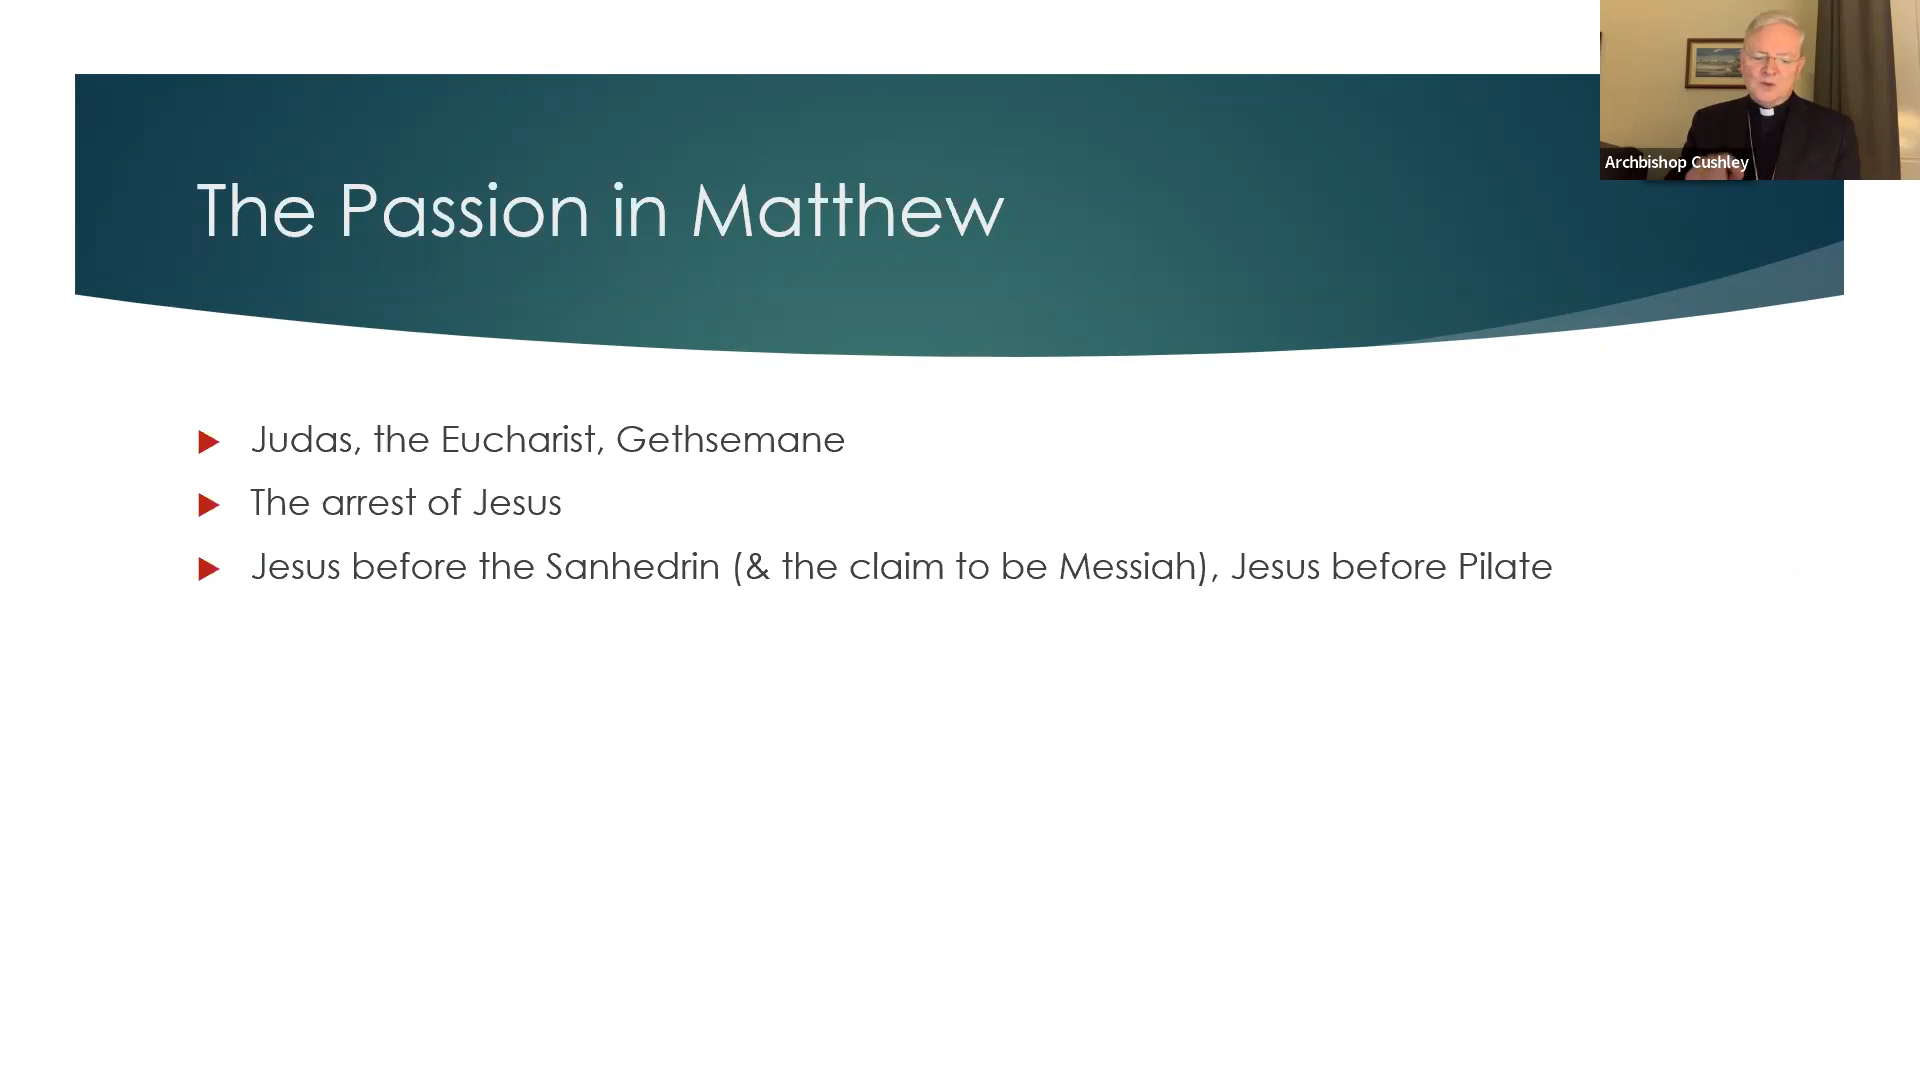 The Passion in Matthew
Archbishop Cushley
Judas, the Eucharist, Gethsemane
The arrest of Jesus
Jesus before the Sanhedrin (& the claim to be Messiah), Jesus before Pilate